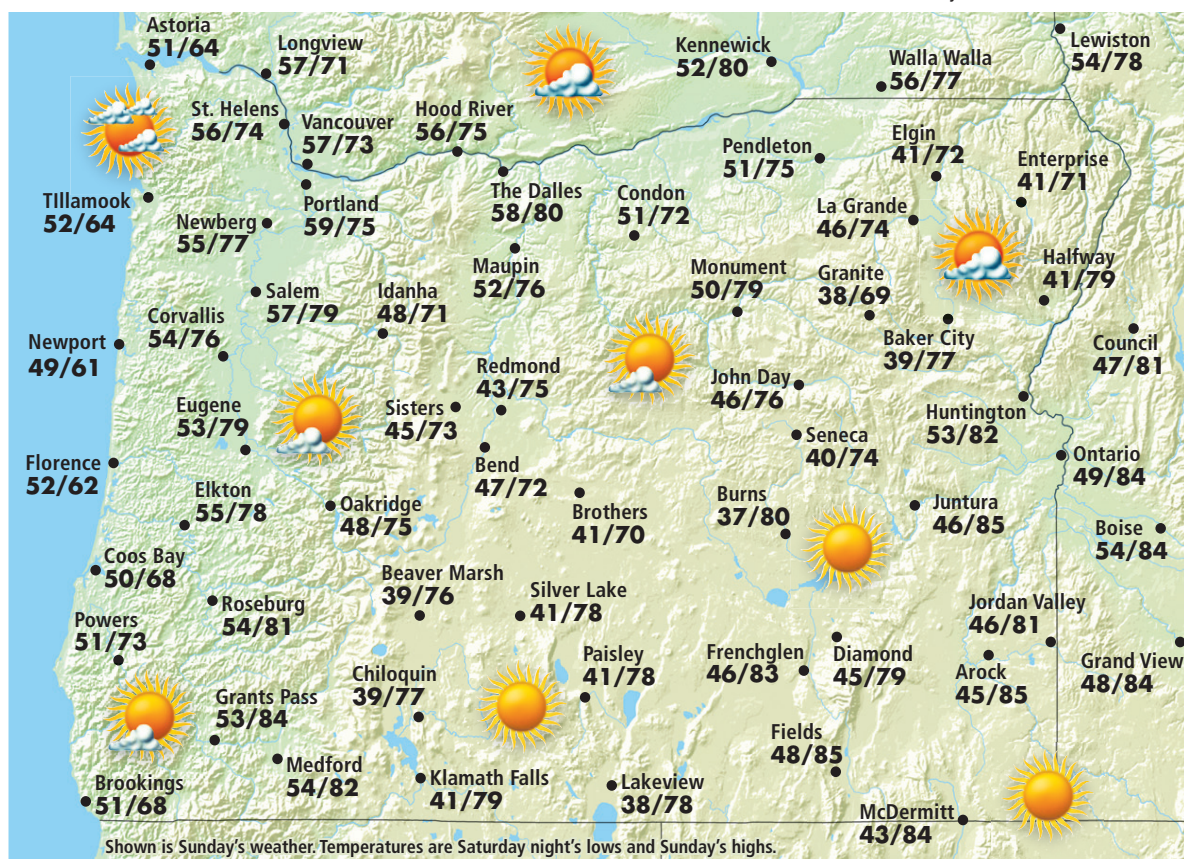 Astoria
51/64
Longview
57/71
Kennewick
52/80
Walla Walla
56/77
Lewiston
54/78
St. Helens
56/74
Vancouver
57/73
Hood River
56/75
Pendleton
51/75
Elgin
41/72
Enterprise
41/71
TIllamook
52/64
Newberg
55/77
Portland
59/75
The Dalles
58/80
Condon
51/72
La Grande
46/74
Maupin
52/76
Monument
50/79
Granite
38/69
Halfway
41/79
Salem
57/79
Idanha
48/71
Corvallis
54/76
Newport
49/61
Baker City
39/77
Council
47/81
Redmond
43/75
John Day
46/76
Eugene
53/79
Sisters
45/73
Huntington
53/82
Seneca
40/74
Florence
52/62
Bend
47/72
Ontario
49/84
Elkton
55/78
Oakridge
48/75
Brothers
41/70
Burns
37/80
Juntura
46/85
Boise
54/84
Coos Bay
50/68
Beaver Marsh
39/76
Silver Lake
41/78
Roseburg
54/81
Jordan Valley
46/81
Powers
51/73
Paisley
41/78
Frenchglen
46/83
Diamond
45/79
Arock
45/85
Grand View
48/84
Chiloquin
39/77
Grants Pass
53/84
Fields
48/85
Medford
54/82
Klamath Falls
41/79
Lakeview
38/78
Brookings
51/68
McDermitt
43/84
Shown is Sunday's weather. Temperatures are Saturday night's lows and Sunday's highs.